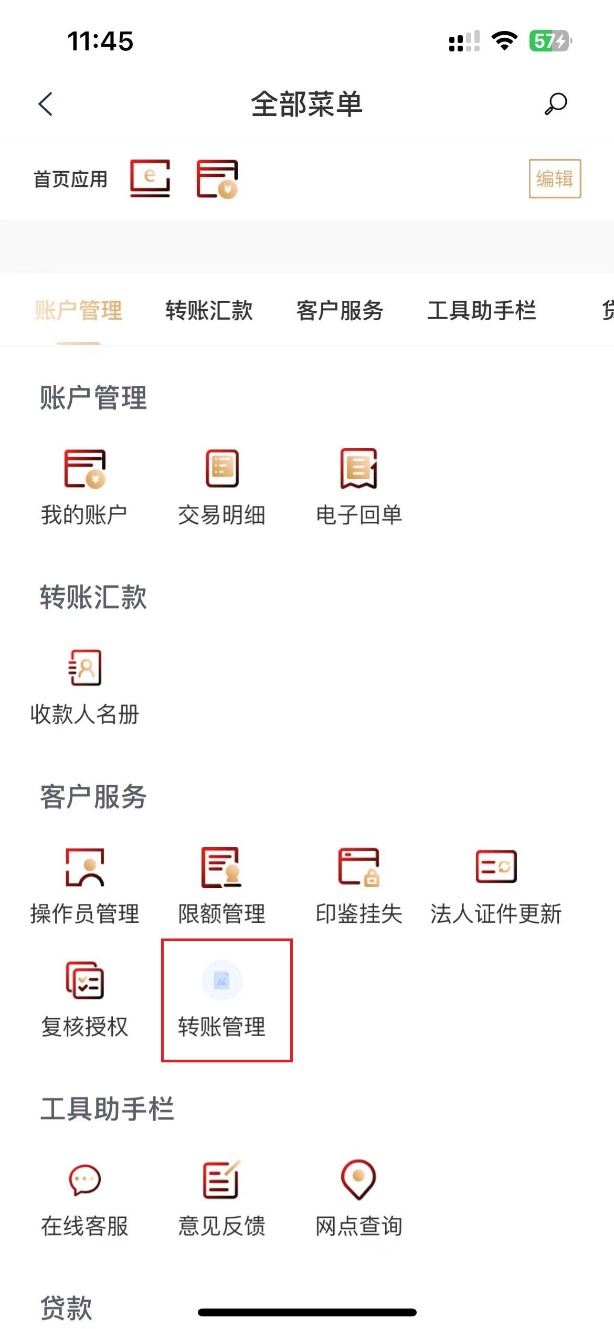 11:45
57
全部菜单
首页应用
e
¥
编辑
账户管理 转账汇款 客户服务 工具助手栏
账户管理
¥
我的账户 交易明细 电子回单
转账汇款
收款人名册
客户服务
操作员管理 限额管理 印鉴挂失 法人证件更新
复核授权 转账管理
工具助手栏
在线客服 意见反馈 网点查询
贷款